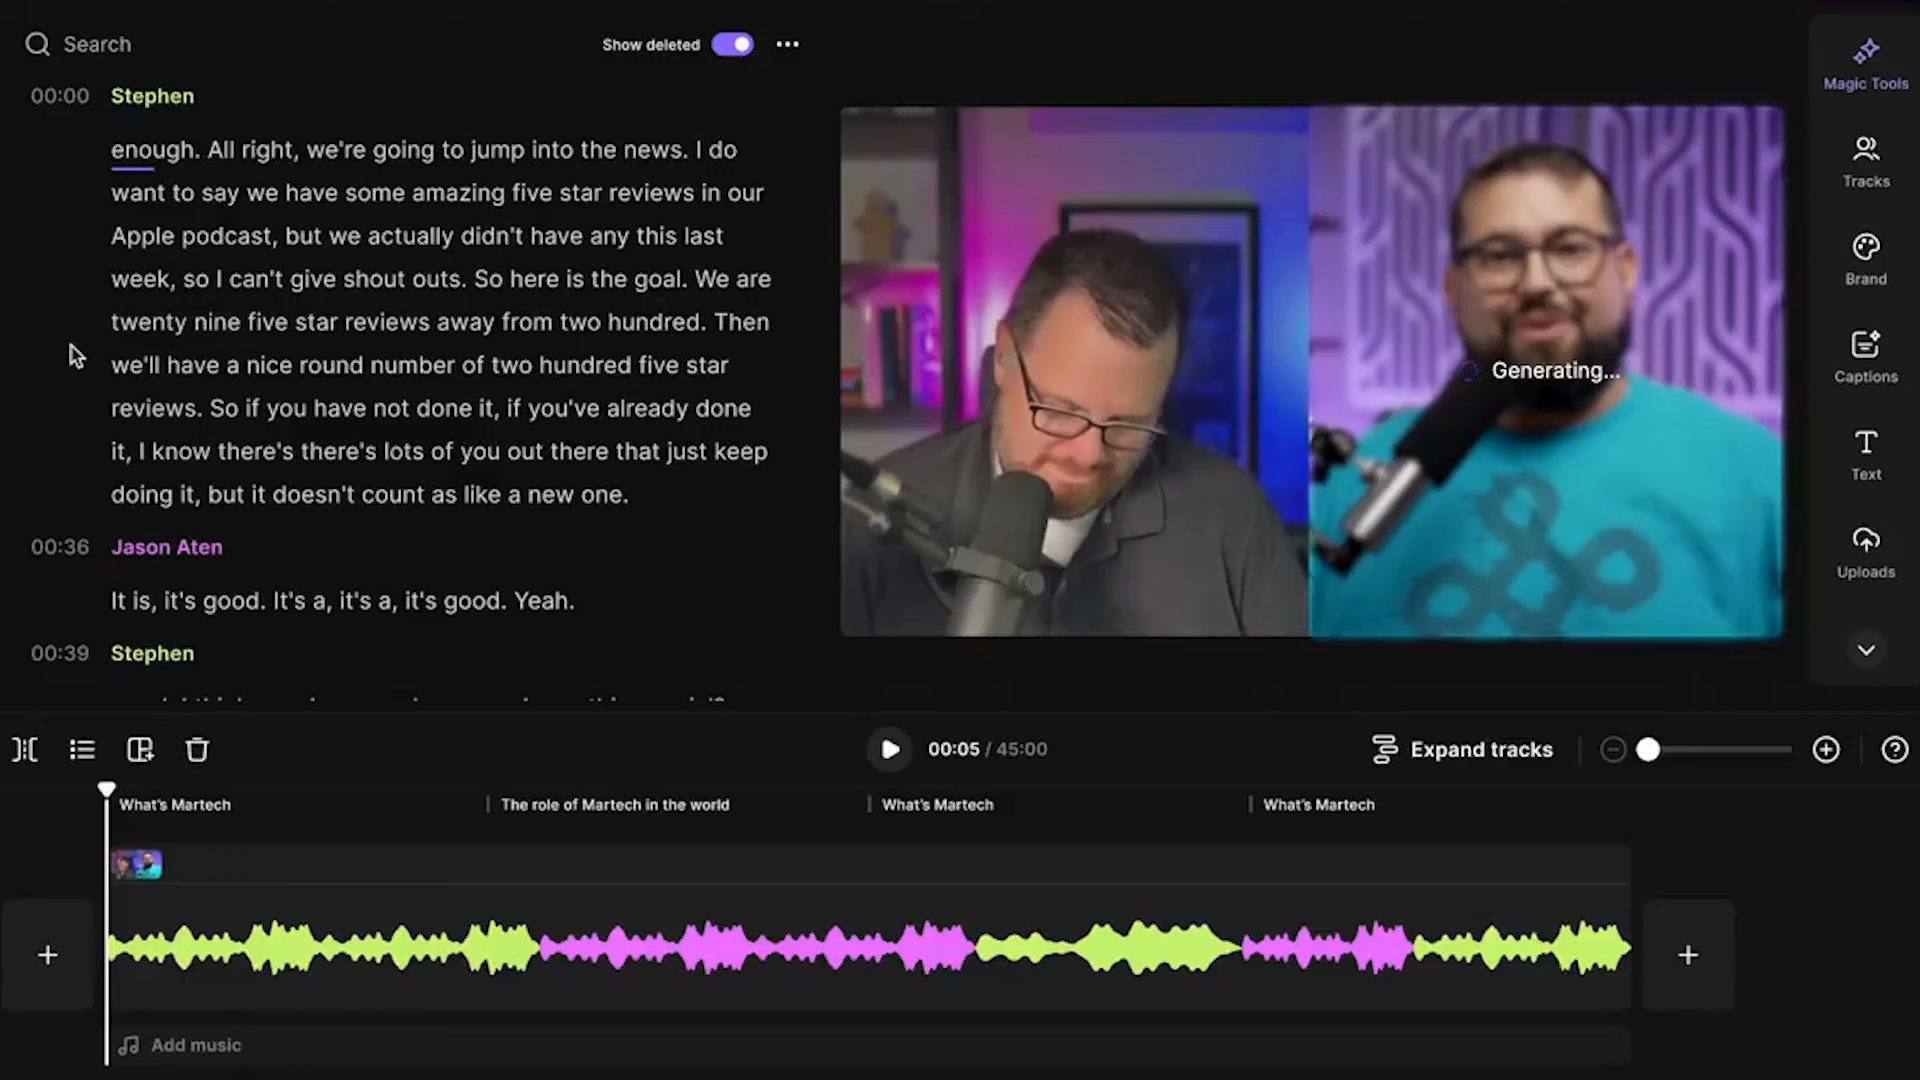 Search
Show deleted
00:00 Stephen
enough. All right, we're going to jump into the news. I do
want to say we have some amazing five star reviews in our
Apple podcast, but we actually didn't have any this last
week, so I can't give shout outs. So here is the goal. We are
twenty nine five star reviews away from two hundred. Then
we'll have a nice round number of two hundred five star
reviews. So if you have not done it, if you've already done
it, I know there's there's lots of you out there that just keep
doing it, but it doesn't count as like a new one.
00:36 Jason Aten
It is, it's good. It's a, it's a, it's good. Yeah.
00:39 Stephen
Generating...
Magic Tools
Tracks
Brand
Captions
Text
Uploads
00:05 / 45:00
Expand tracks
What's Martech
The role of Martech in the world
What's Martech
What's Martech
Add music